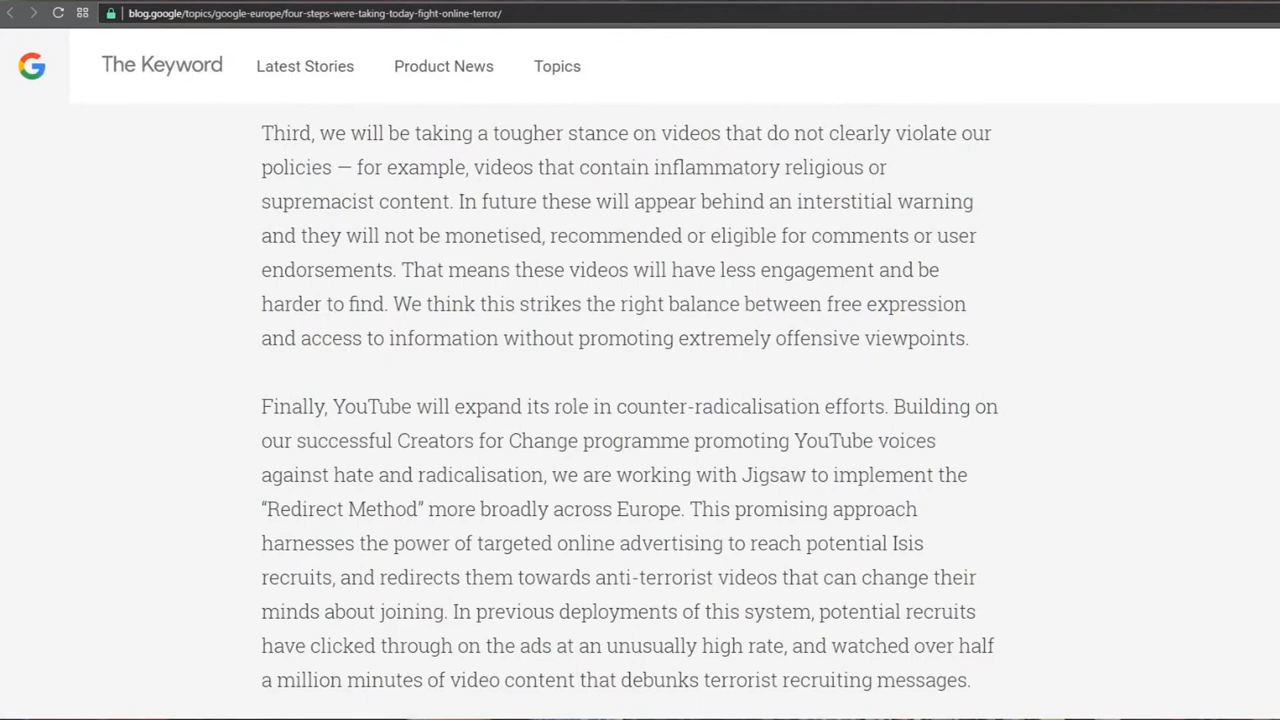 blog.google/topics/google-europe/four-steps-were-taking-today-fight-online-terror/
The Keyword Latest Stories Product News Topics
Third, we will be taking a tougher stance on videos that do not clearly violate our
policies — for example, videos that contain inflammatory religious or
supremacist content. In future these will appear behind an interstitial warning
and they will not be monetised, recommended or eligible for comments or user
endorsements. That means these videos will have less engagement and be
harder to find. We think this strikes the right balance between free expression
and access to information without promoting extremely offensive viewpoints.
Finally, YouTube will expand its role in counter-radicalisation efforts. Building on
our successful Creators for Change programme promoting YouTube voices
against hate and radicalisation, we are working with Jigsaw to implement the
“Redirect Method” more broadly across Europe. This promising approach
harnesses the power of targeted online advertising to reach potential Isis
recruits, and redirects them towards anti-terrorist videos that can change their
minds about joining. In previous deployments of this system, potential recruits
have clicked through on the ads at an unusually high rate, and watched over half
a million minutes of video content that debunks terrorist recruiting messages.